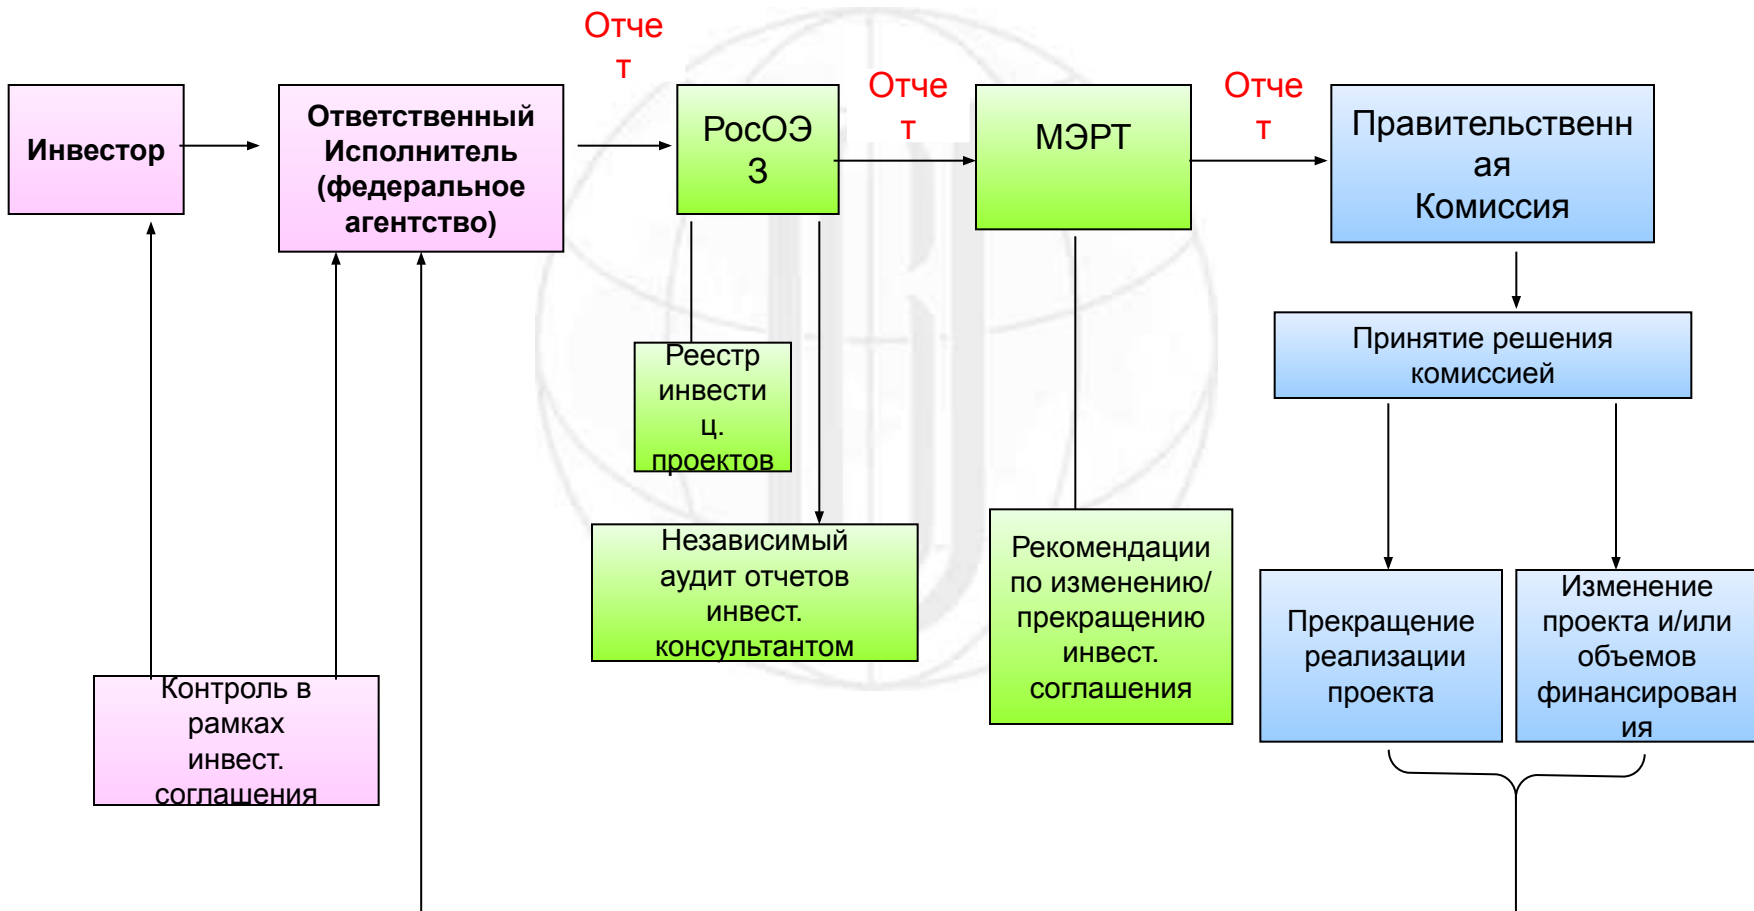 Отче
т
Отче
т
Отче
т
Инвестор
Ответственный
Исполнитель
(федеральное
агентство)
РосОЭ
З
МЭРТ
Правительственн
ая
Комиссия
Принятие решения
комиссией
Реестр
инвести
ц.
проектов
Независимый
аудит отчетов
инвест.
консультантом
Рекомендации
по изменению/
прекращению
инвест.
соглашения
Прекращение
реализации
проекта
Изменение
проекта и/или
объемов
финансирован
ия
Контроль в
рамках
инвест.
соглашения